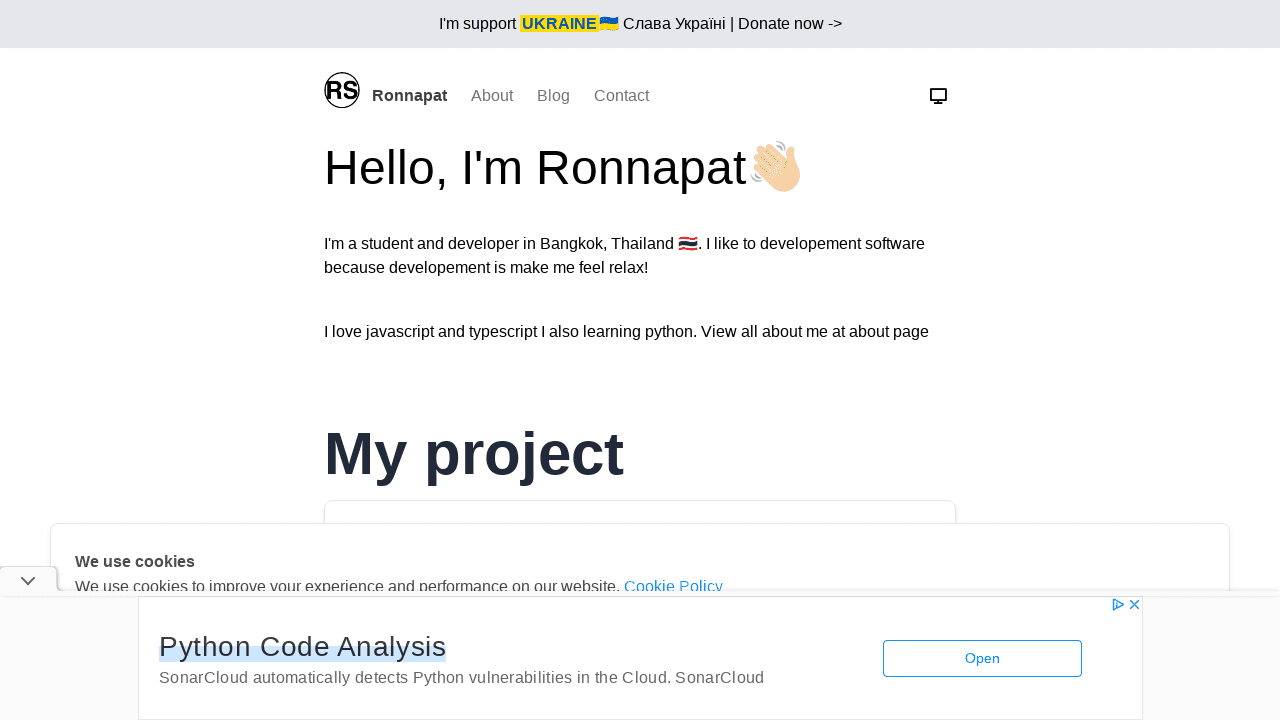 I'm support UKRAINE🇺🇦 Слава Україні | Donate now ->
RS
Ronnapat About Blog Contact
Hello, I'm Ronnapat👋🏼
I'm a student and developer in Bangkok, Thailand 🇹🇭. I like to developement software
because developement is make me feel relax!
I love javascript and typescript I also learning python. View all about me at about page
My project
We use cookies
We use cookies to improve your experience and performance on our website. Cookie Policy
Python Code Analysis
SonarCloud automatically detects Python vulnerabilities in the Cloud. SonarCloud
Open